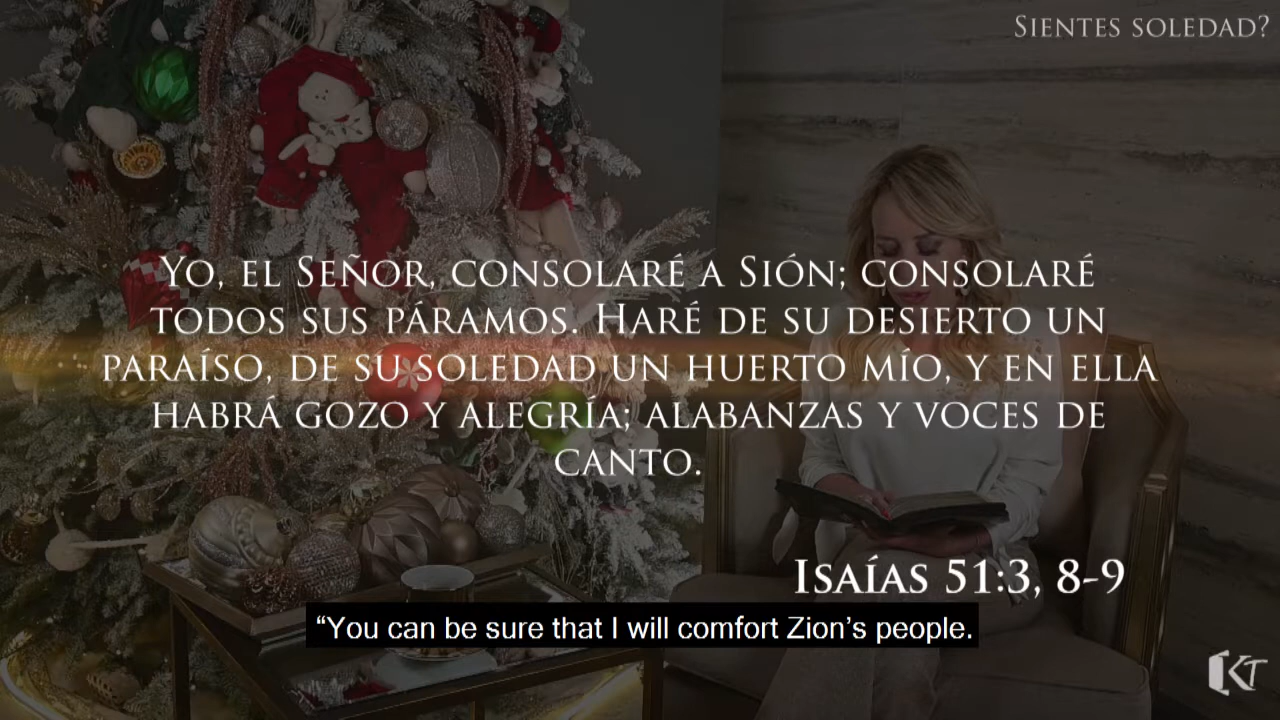 Sientes soledad?
Yo, el Señor, consolaré a Sión; consolaré
todos sus páramos. Haré de su desierto un
paraíso, de su soledad un huerto mío, y en ella
habrá gozo y alegría; alabanzas y voces de
canto.
Isaías 51:3, 8-9
“You can be sure that I will comfort Zion’s people.
KT